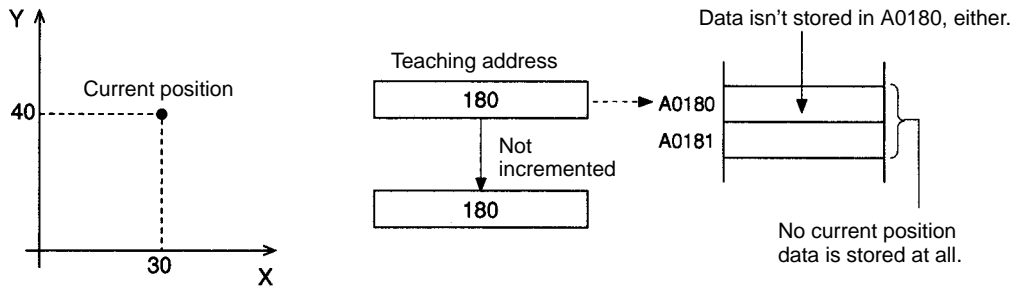 Y
40
Current position
30
X
Teaching address
180
Not
incremented
180
Data isn't stored in A0180, either.
A0180
A0181
No current position
data is stored at all.